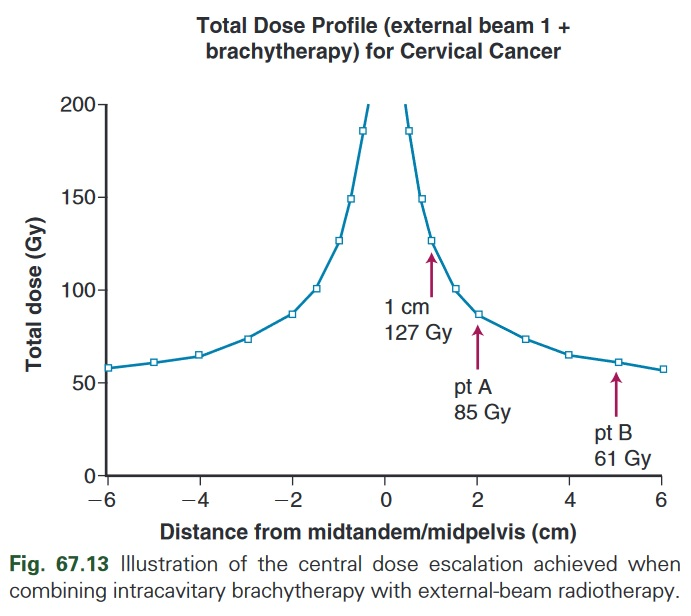 Total Dose Profile (external beam 1 +
brachytherapy) for Cervical Cancer
Total dose (Gy)
200
150
100
50
0
1 cm
127 Gy
pt A
85 Gy
pt B
61 Gy
−6
−4
−2
0
2
4
6
Distance from midtandem/midpelvis (cm)
Fig. 67.13 Illustration of the central dose escalation achieved when
combining intracavitary brachytherapy with external-beam radiotherapy.